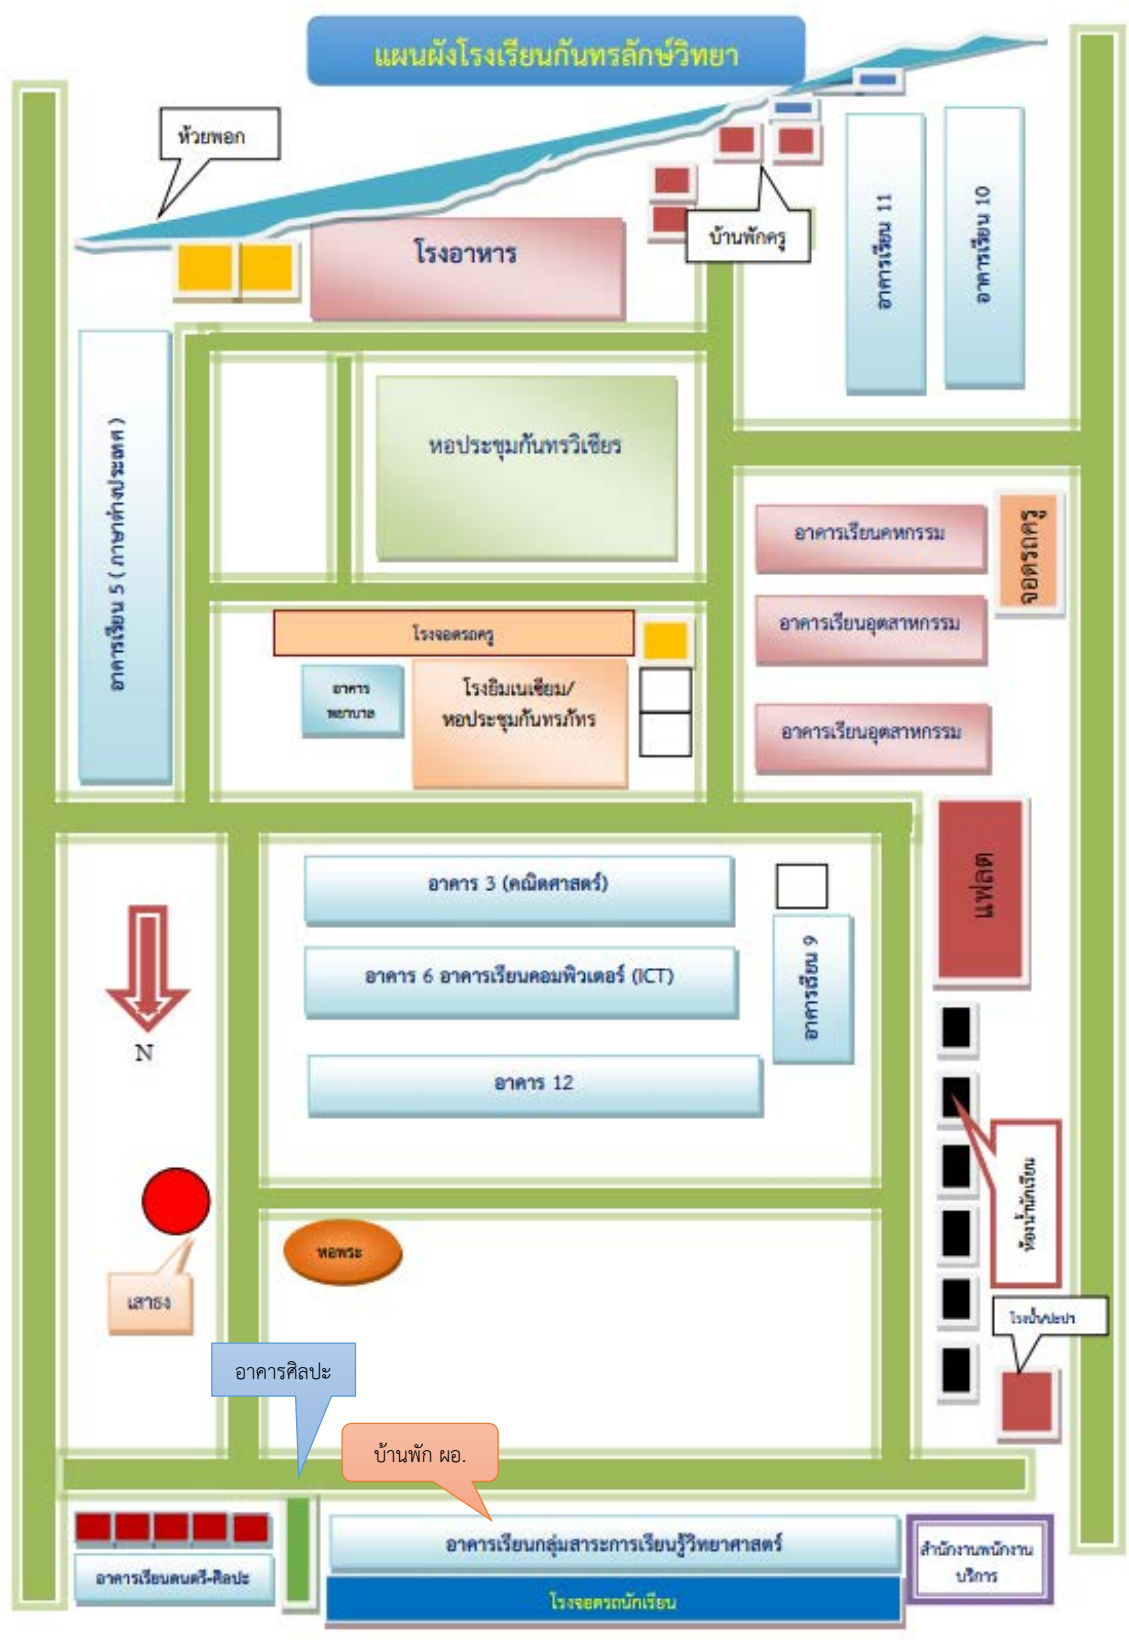 แผนผังโรงเรียนกันทรลักษ์วิทยา
ห้วยพอก
บ้านพักครู
โรงอาหาร
อาคารเรียน 11
อาคารเรียน 10
อาคารเรียน 5 ( ภาษาต่างประเทศ )
หอประชุมกันทรวิเชียร
อาคารเรียนคหกรรม
จอดรถครู
อาคารเรียนอุตสาหกรรม
โรงจอดรถครู
อาคาร
พยาบาล
โรงยิมเนเซียม/
หอประชุมกันทรภัทร
อาคารเรียนอุตสาหกรรม
อาคาร 3 (คณิตศาสตร์)
แฟลต
อาคาร 6 อาคารเรียนคอมพิวเตอร์ (ICT)
อาคารเรียน 9
N
อาคาร 12
ห้องน้ำนักเรียน
หอพระ
เสาธง
โรงน้ำปะปา
อาคารศิลปะ
บ้านพัก ผอ.
อาคารเรียนกลุ่มสาระการเรียนรู้วิทยาศาสตร์
สำนักงานพนักงาน
บริการ
อาคารเรียนดนตรี-ศิลปะ
โรงจอดรถนักเรียน